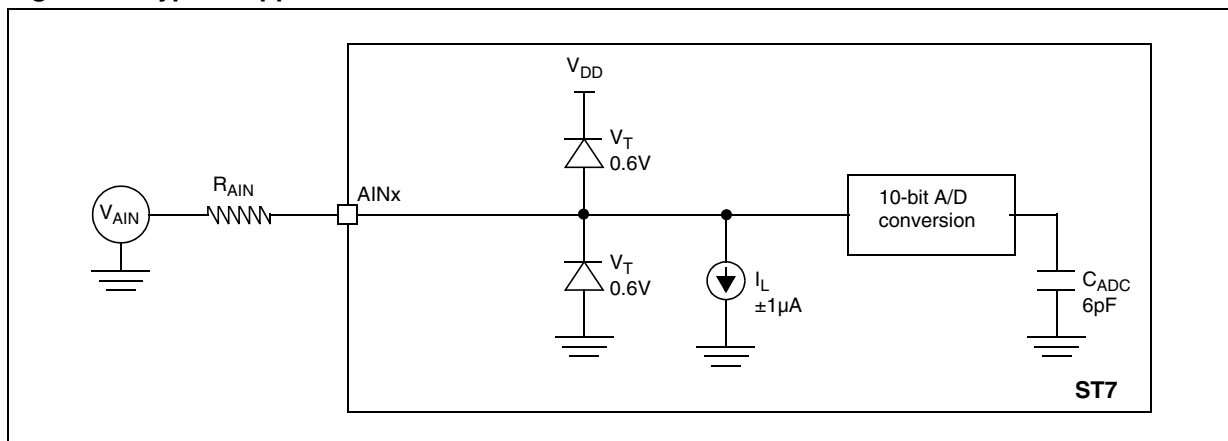 V_DD
V_T
0.6V
R_AIN
AINx
V_AIN
10-bit A/D
conversion
V_T
0.6V
I_L
±1µA
C_ADC
6pF
ST7